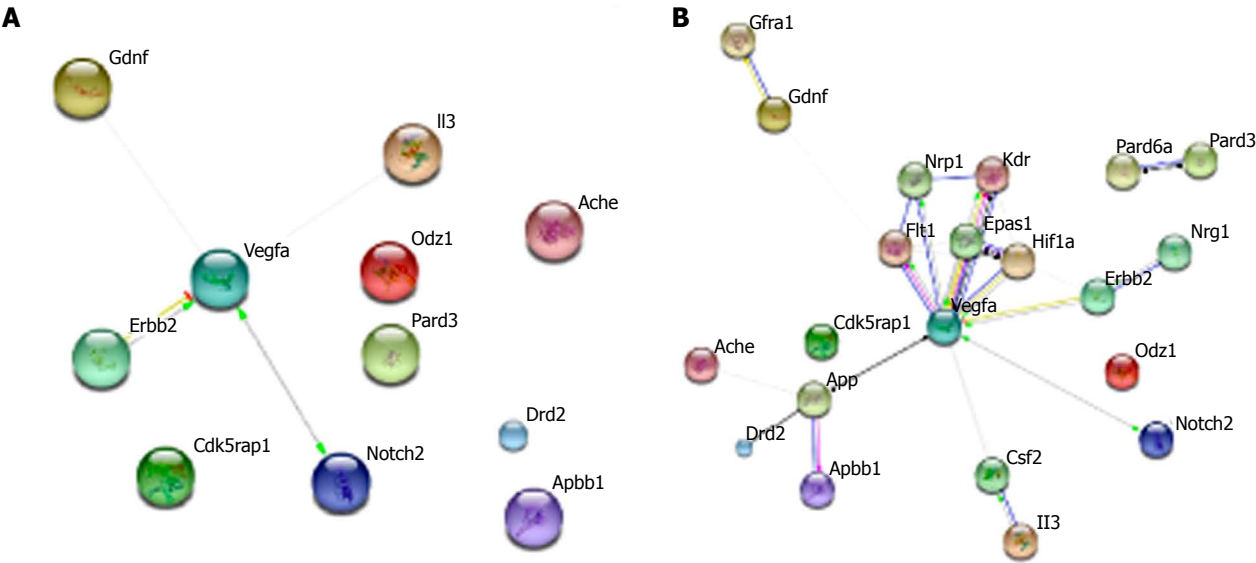 A
Gdnf
Il3
Ache
Odz1
Vegfa
Pard3
Erbb2
Drd2
Cdk5rap1
Notch2
Apbb1
B
Gfra1
Gdnf
Pard3
Pard6a
Nrp1
Kdr
Epas1
Flt1
Hif1a
Nrg1
Erbb2
Vegfa
Cdk5rap1
Ache
Odz1
App
Drd2
Notch2
Csf2
Apbb1
II3